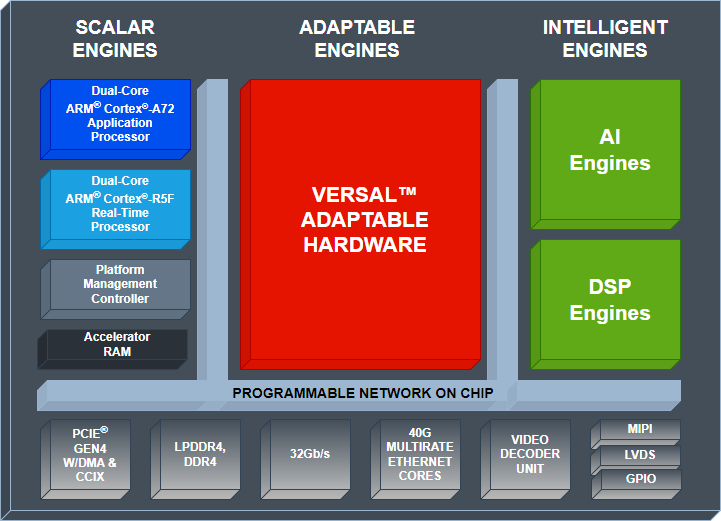 SCALAR
ENGINES
ADAPTABLE
ENGINES
INTELLIGENT
ENGINES
Dual-Core
ARM® Cortex®-A72
Application
Processor
Dual-Core
ARM® Cortex®-R5F
Real-Time
Processor
Platform
Management
Controller
Accelerator
RAM
VERSAL™
ADAPTABLE
HARDWARE
AI
Engines
DSP
Engines
PROGRAMMABLE NETWORK ON CHIP
PCIE®
GEN4
W/DMA &
CCIX
LPDDR4,
DDR4
32Gb/s
40G
MULTIRATE
ETHERNET
CORES
VIDEO
DECODER
UNIT
MIPI
LVDS
GPIO